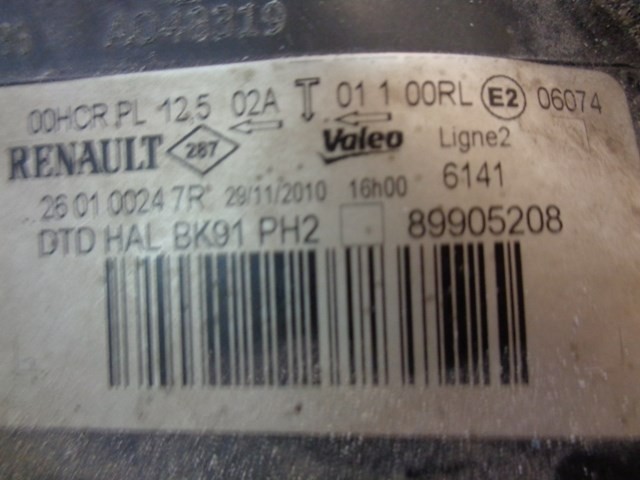 AD48319
00HCR PL 12,5 02A T 01 1 00RL E2 06074
RENAULT 287 Valeo Ligne2
26 01 0024 7R 29/11/2010 16h00 6141
DTD HAL BK91 PH2 89905208